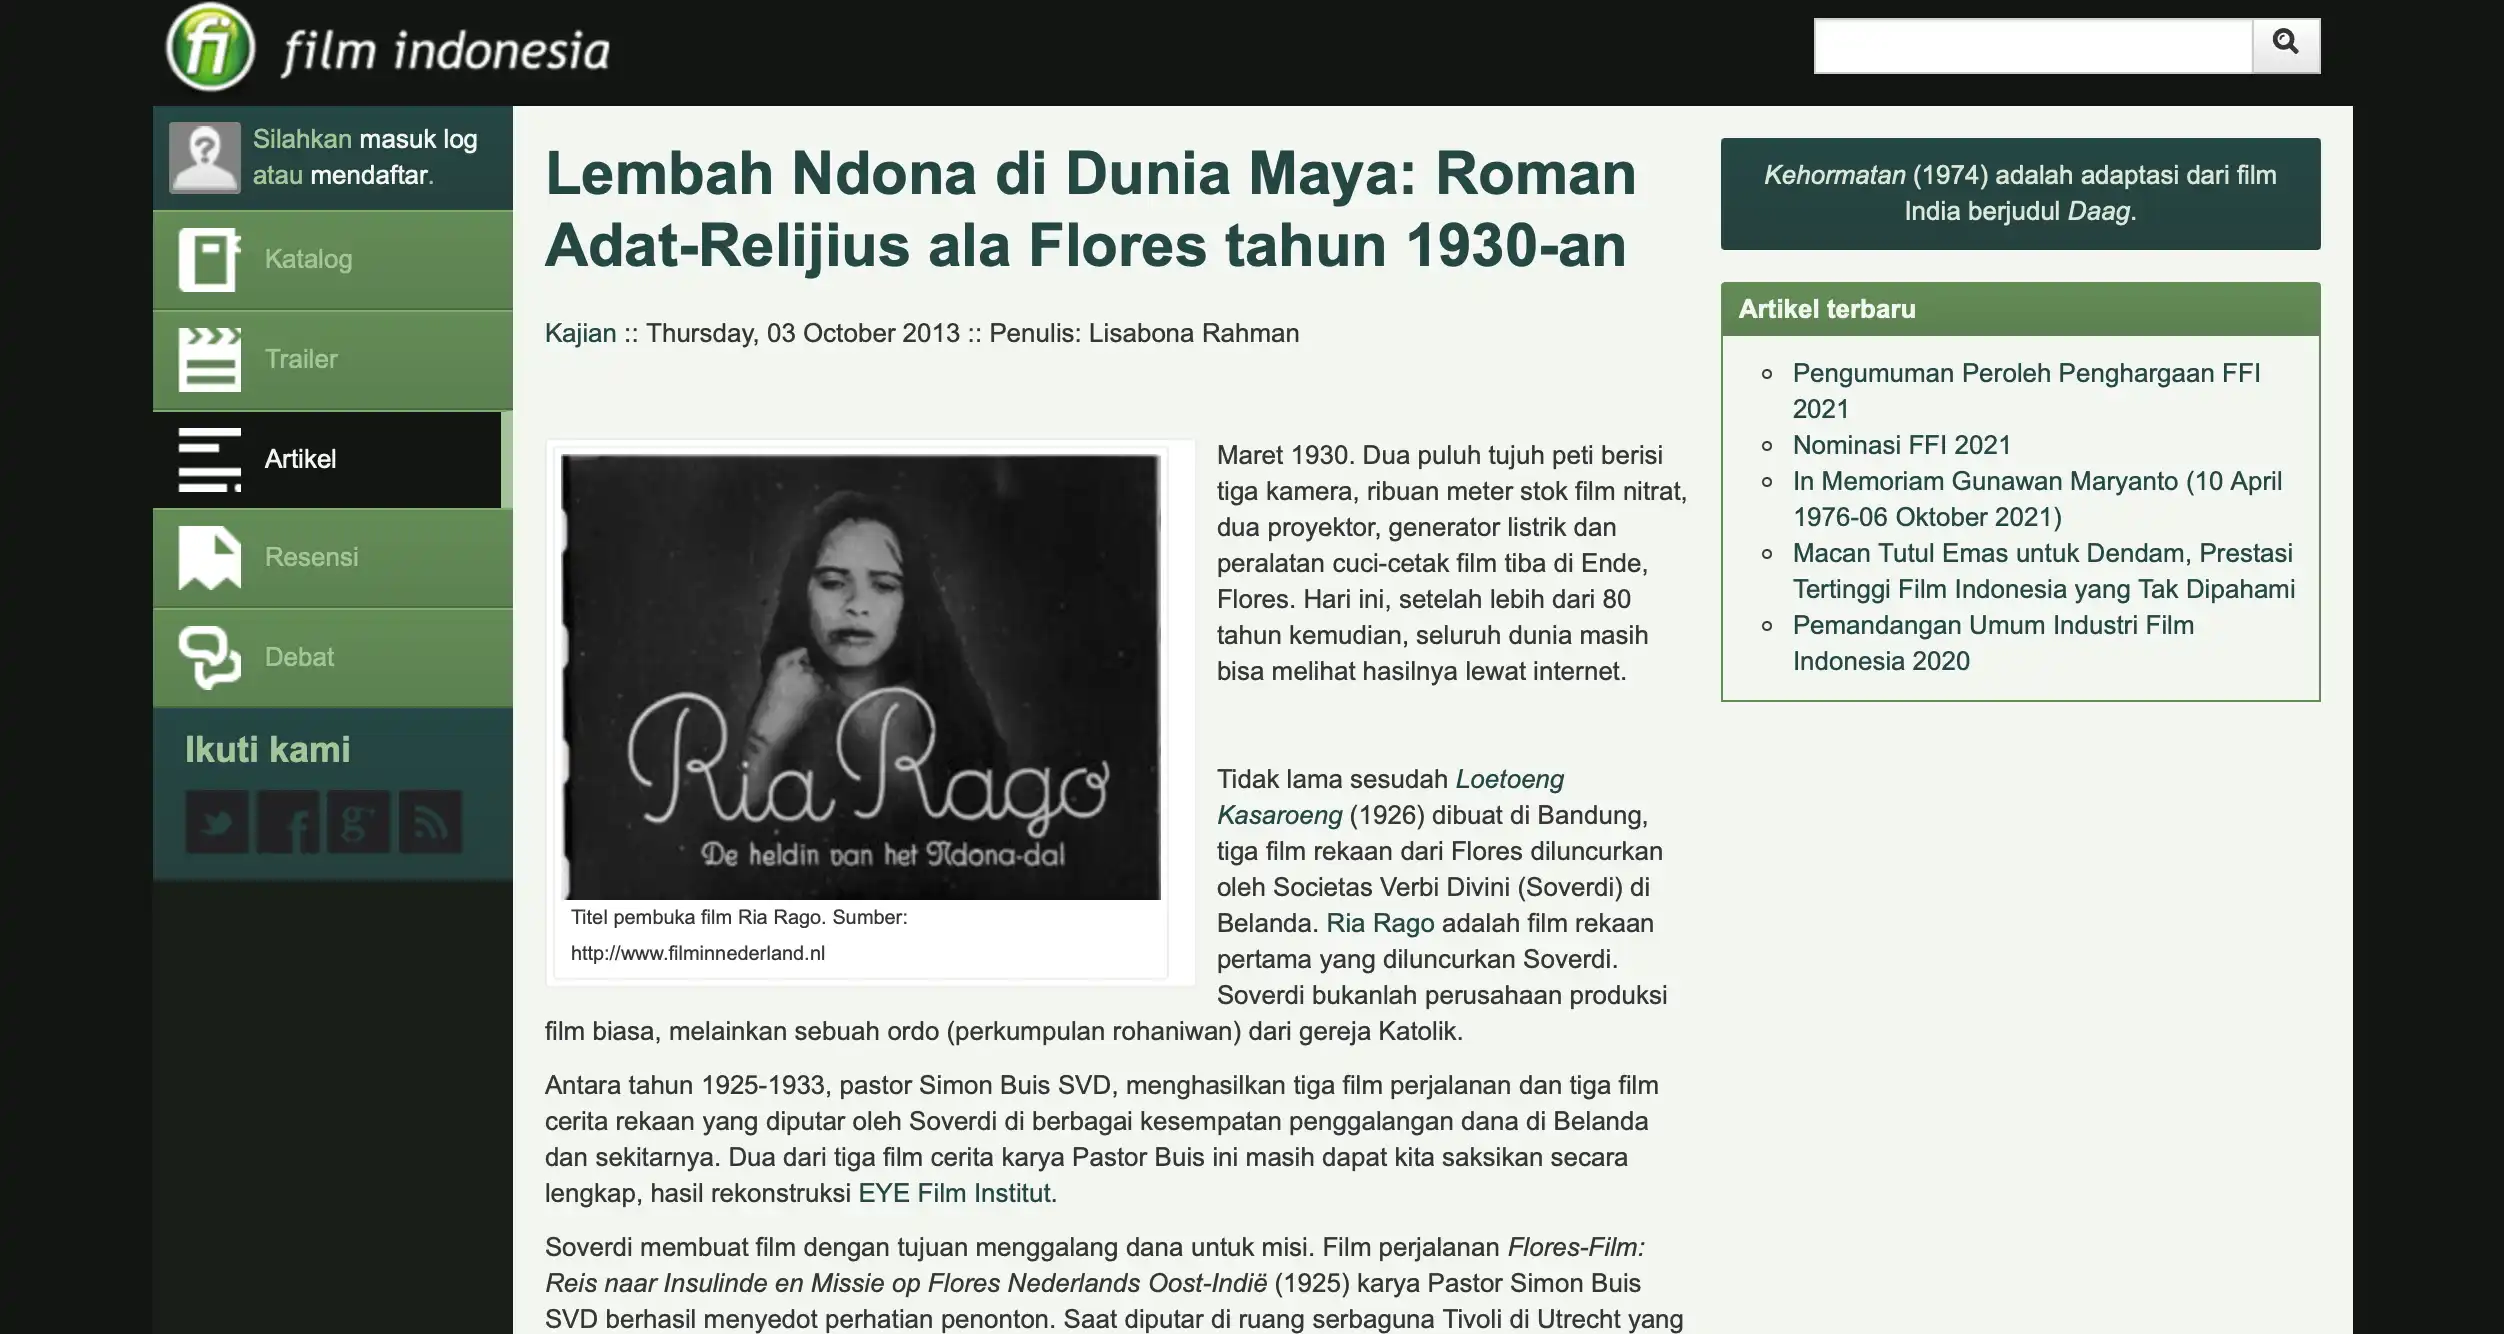 fi film indonesia
Silahkan masuk log
atau mendaftar.
Katalog
Trailer
Artikel
Resensi
Debat
Ikuti kami
Lembah Ndona di Dunia Maya: Roman
Adat-Relijius ala Flores tahun 1930-an
Kajian :: Thursday, 03 October 2013 :: Penulis: Lisabona Rahman
Ria Rago
De heldin van het Ndona-dal
Titel pembuka film Ria Rago. Sumber:
http://www.filminnederland.nl
Maret 1930. Dua puluh tujuh peti berisi
tiga kamera, ribuan meter stok film nitrat,
dua proyektor, generator listrik dan
peralatan cuci-cetak film tiba di Ende,
Flores. Hari ini, setelah lebih dari 80
tahun kemudian, seluruh dunia masih
bisa melihat hasilnya lewat internet.
Tidak lama sesudah Loetoeng
Kasaroeng (1926) dibuat di Bandung,
tiga film rekaan dari Flores diluncurkan
oleh Societas Verbi Divini (Soverdi) di
Belanda. Ria Rago adalah film rekaan
pertama yang diluncurkan Soverdi.
Soverdi bukanlah perusahaan produksi
film biasa, melainkan sebuah ordo (perkumpulan rohaniwan) dari gereja Katolik.
Antara tahun 1925-1933, pastor Simon Buis SVD, menghasilkan tiga film perjalanan dan tiga film
cerita rekaan yang diputar oleh Soverdi di berbagai kesempatan penggalangan dana di Belanda
dan sekitarnya. Dua dari tiga film cerita karya Pastor Buis ini masih dapat kita saksikan secara
lengkap, hasil rekonstruksi EYE Film Institut.
Soverdi membuat film dengan tujuan menggalang dana untuk misi. Film perjalanan Flores-Film:
Reis naar Insulinde en Missie op Flores Nederlands Oost-Indië (1925) karya Pastor Simon Buis
SVD berhasil menyedot perhatian penonton. Saat diputar di ruang serbaguna Tivoli di Utrecht yang
Kehormatan (1974) adalah adaptasi dari film
India berjudul Daag.
Artikel terbaru
Pengumuman Peroleh Penghargaan FFI
2021
Nominasi FFI 2021
In Memoriam Gunawan Maryanto (10 April
1976-06 Oktober 2021)
Macan Tutul Emas untuk Dendam, Prestasi
Tertinggi Film Indonesia yang Tak Dipahami
Pemandangan Umum Industri Film
Indonesia 2020